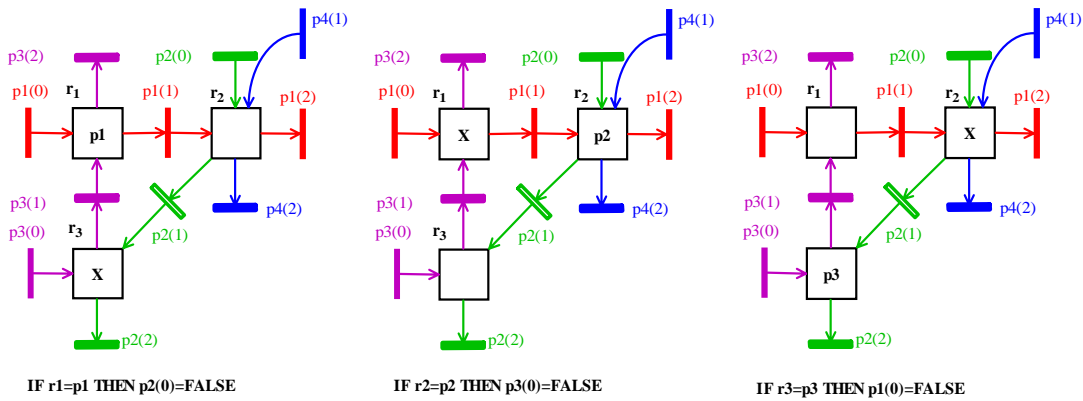 p3(2)
p2(0)
p4(1)
p1(0)
r1
p1(1)
r2
p1(2)
p1
p3(1)
p4(2)
p3(0)
r3
p2(1)
X
p2(2)
IF r1=p1 THEN p2(0)=FALSE
p3(2)
p2(0)
p4(1)
p1(0)
r1
p1(1)
r2
p1(2)
X
p2
p3(1)
p4(2)
p3(0)
r3
p2(1)
p2(2)
IF r2=p2 THEN p3(0)=FALSE
p3(2)
p2(0)
p4(1)
p1(0)
r1
p1(1)
r2
p1(2)
X
p3(1)
p4(2)
p3(0)
r3
p2(1)
p3
p2(2)
IF r3=p3 THEN p1(0)=FALSE